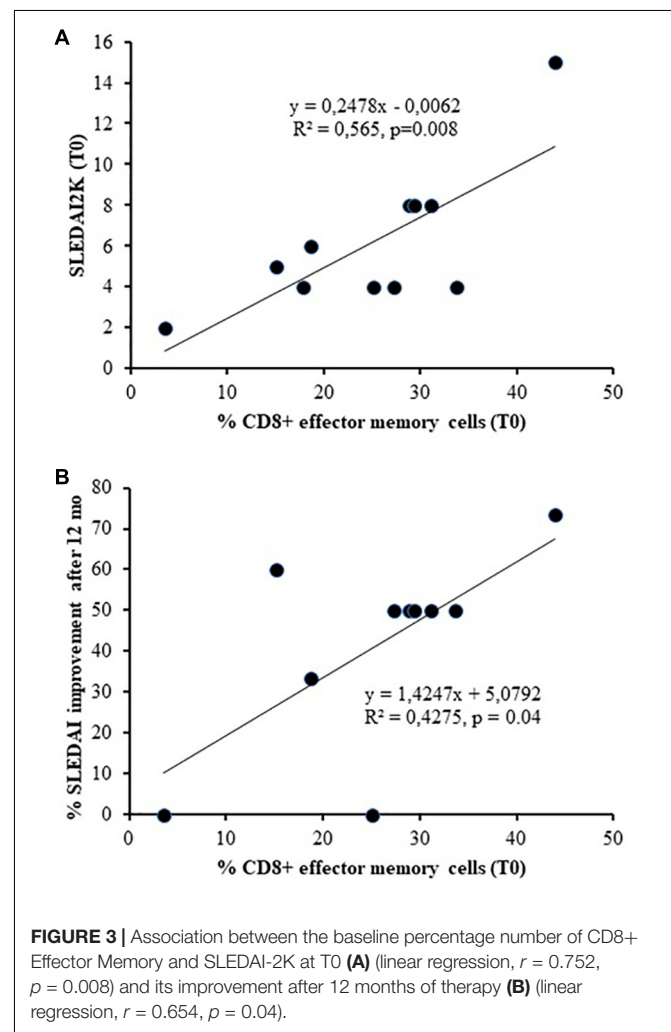 A
16
14
12
10
8
6
4
2
0
SLEDAI2K (T0)
y = 0,2478x - 0,0062
R² = 0,565, p=0.008
0 10 20 30 40 50
% CD8+ effector memory cells (T0)
B
80
70
60
50
40
30
20
10
0
% SLEDAI improvement after 12 mo
y = 1,4247x + 5,0792
R² = 0,4275, p = 0.04
0 10 20 30 40 50
% CD8+ effector memory cells (T0)
FIGURE 3 | Association between the baseline percentage number of CD8+
Effector Memory and SLEDAI-2K at T0 (A) (linear regression, r = 0.752,
p = 0.008) and its improvement after 12 months of therapy (B) (linear
regression, r = 0.654, p = 0.04).